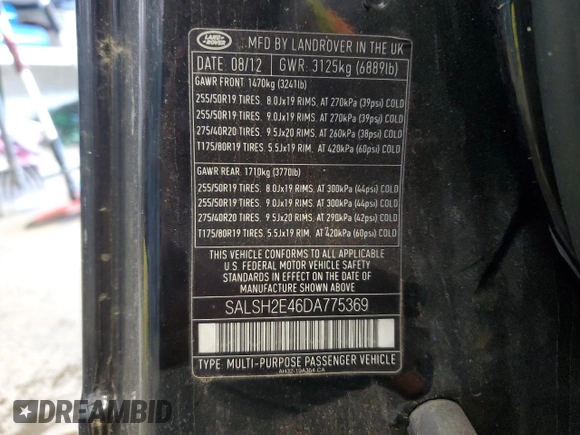 LAND-
ROVER
MFD BY LANDROVER IN THE UK
DATE 08/12 GWR: 3125kg (6889lb)
GAWR FRONT 1470kg (3241lb)
255/50R19 TIRES. 8.0Jx19 RIMS, AT 270kPa (39psi) COLD
255/50R19 TIRES. 9.0Jx19 RIMS, AT 270kPa (39psi) COLD
275/40R20 TIRES. 9.5Jx20 RIMS, AT 260kPa (38psi) COLD
T175/80R19 TIRES 5.5Jx19 RIM. AT 420kPa (60psi) COLD
GAWR REAR. 1710kg (3770lb)
255/50R19 TIRES. 8.0Jx19 RIMS. AT 300kPa (44psi) COLD
255/50R19 TIRES. 9.0Jx19 RIMS. AT 300kPa (44psi) COLD
275/40R20 TIRES. 9.5Jx20 RIMS. AT 290kPa (42psi) COLD
T175/80R19 TIRES 5.5Jx19 RIM. AT 420kPa (60psi) COLD
THIS VEHICLE CONFORMS TO ALL APPLICABLE
U.S. FEDERAL MOTOR VEHICLE SAFETY
STANDARDS IN EFFECT ON THE DATE OF
MANUFACTURE SHOWN ABOVE.
SALSH2E46DA775369
TYPE: MULTI-PURPOSE PASSENGER VEHICLE
AH32-19A364-CA
DREAMBID